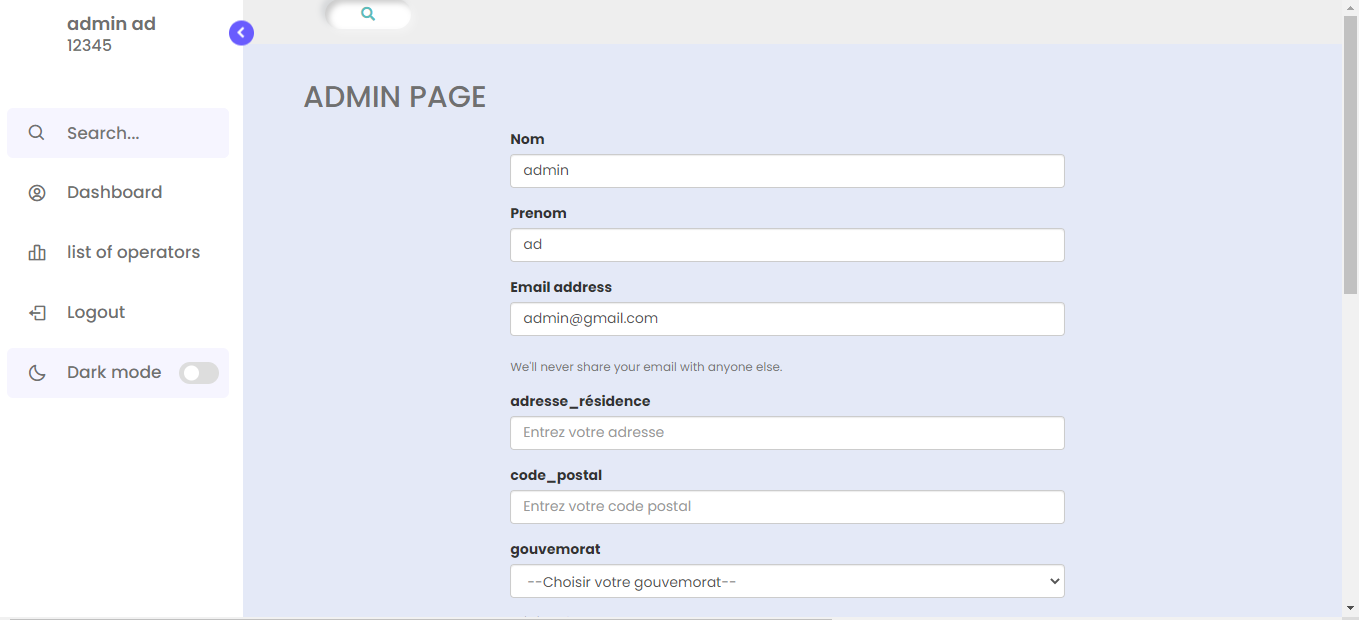 admin ad
12345
Search...
Dashboard
list of operators
Logout
Dark mode
ADMIN PAGE
Nom
admin
Prenom
ad
Email address
admin@gmail.com
We'll never share your email with anyone else.
adresse_résidence
Entrez votre adresse
code_postal
Entrez votre code postal
gouvemorat
--Choisir votre gouvemorat--